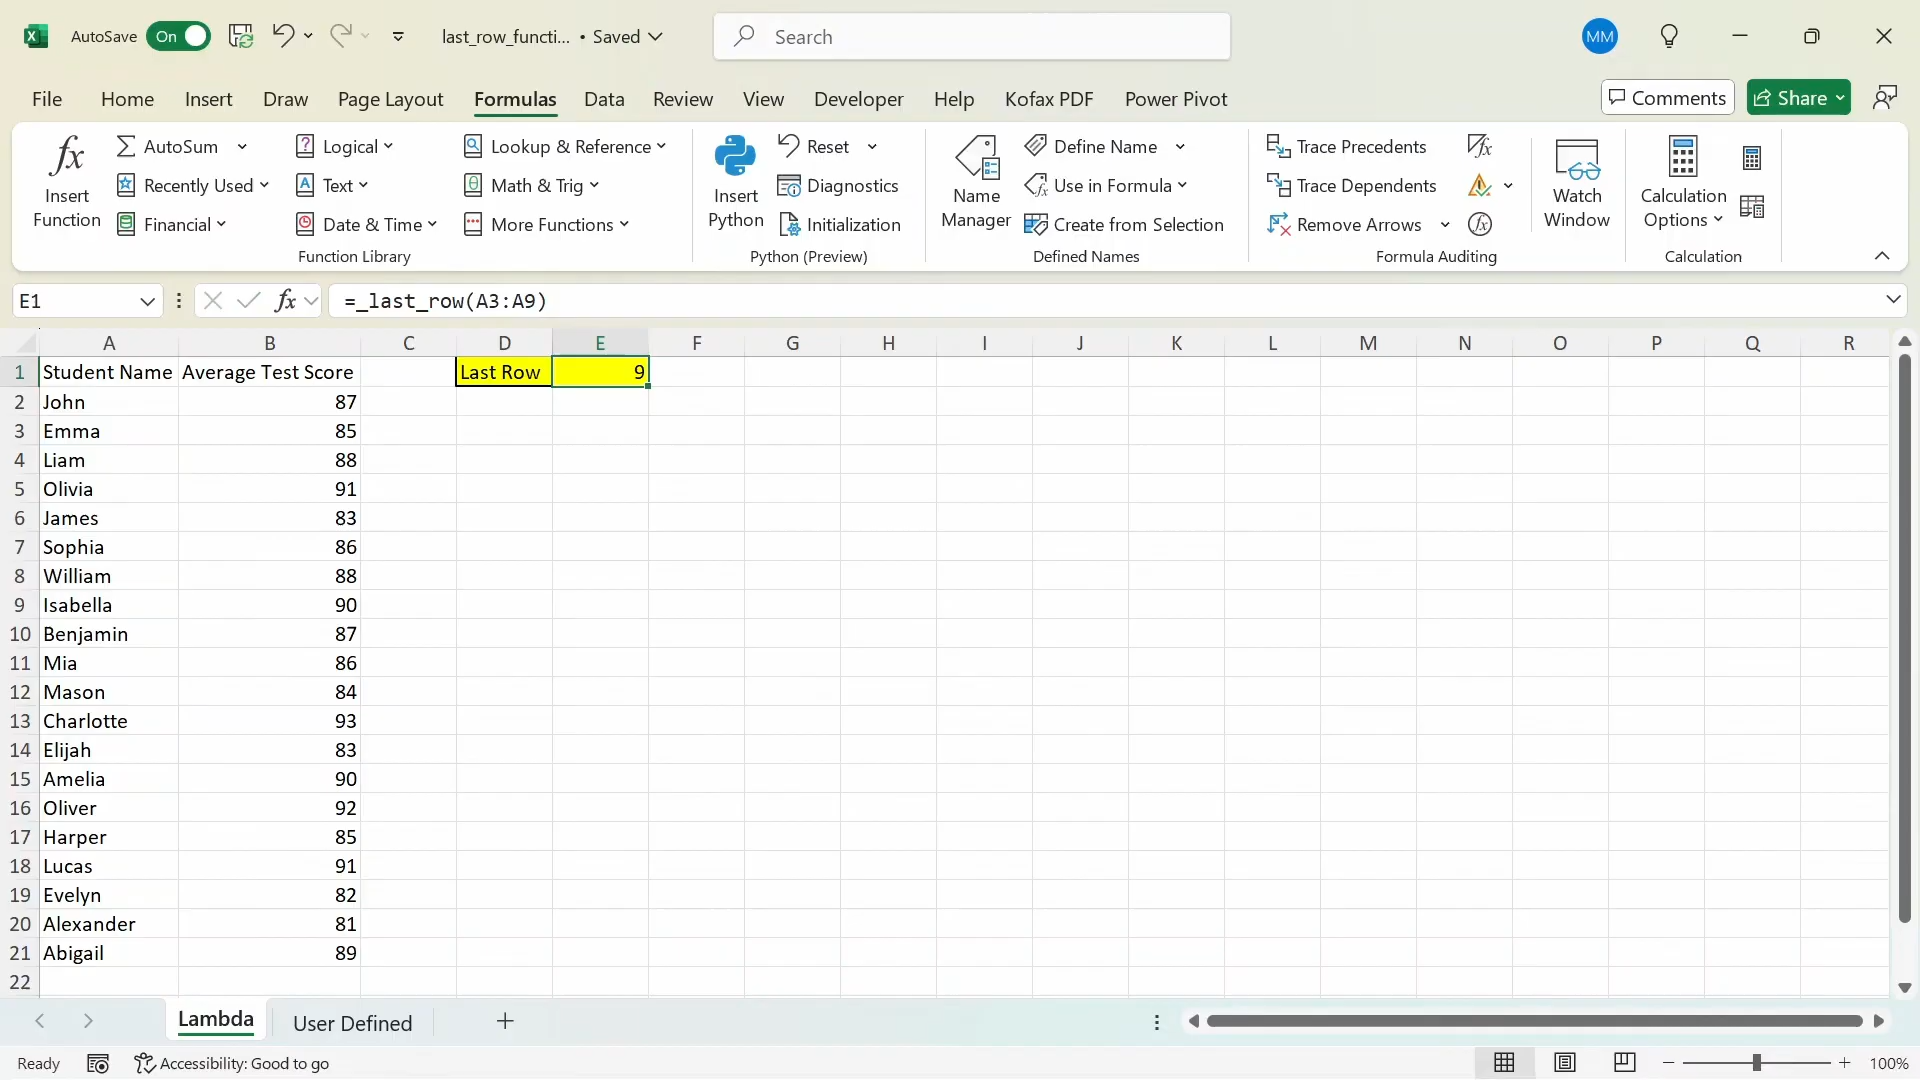 AutoSave On last_row_functi... • Saved Search MM
File Home Insert Draw Page Layout Formulas Data Review View Developer Help Kofax PDF Power Pivot Comments Share
fx Insert Function
AutoSum
Recently Used
Financial
Logical
Text
Date & Time
Lookup & Reference
Math & Trig
More Functions
Function Library
Insert Python
Reset
Diagnostics
Initialization
Python (Preview)
Name Manager
Define Name
Use in Formula
Create from Selection
Defined Names
Trace Precedents
Trace Dependents
Remove Arrows
Formula Auditing
Watch Window
Calculation Options
Calculation
E1 fx =_last_row(A3:A9)
A B C D E F G H I J K L M N O P Q R
1 Student Name Average Test Score Last Row 9
2 John 87
3 Emma 85
4 Liam 88
5 Olivia 91
6 James 83
7 Sophia 86
8 William 88
9 Isabella 90
10 Benjamin 87
11 Mia 86
12 Mason 84
13 Charlotte 93
14 Elijah 83
15 Amelia 90
16 Oliver 92
17 Harper 85
18 Lucas 91
19 Evelyn 82
20 Alexander 81
21 Abigail 89
22
Lambda User Defined
Ready Accessibility: Good to go 100%